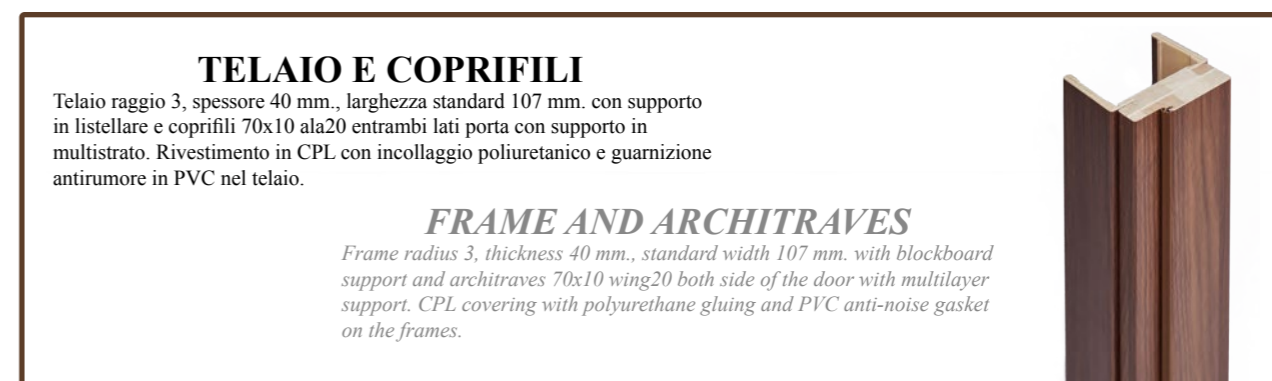 TELAIO E COPRIFILI
Telaio raggio 3, spessore 40 mm., larghezza standard 107 mm. con supporto
in listellare e coprifili 70x10 ala20 entrambi lati porta con supporto in
multistrato. Rivestimento in CPL con incollaggio poliuretanico e guarnizione
antirumore in PVC nel telaio.
FRAME AND ARCHITRAVES
Frame radius 3, thickness 40 mm., standard width 107 mm. with blockboard
support and architraves 70x10 wing20 both side of the door with multilayer
support. CPL covering with polyurethane gluing and PVC anti-noise gasket
on the frames.